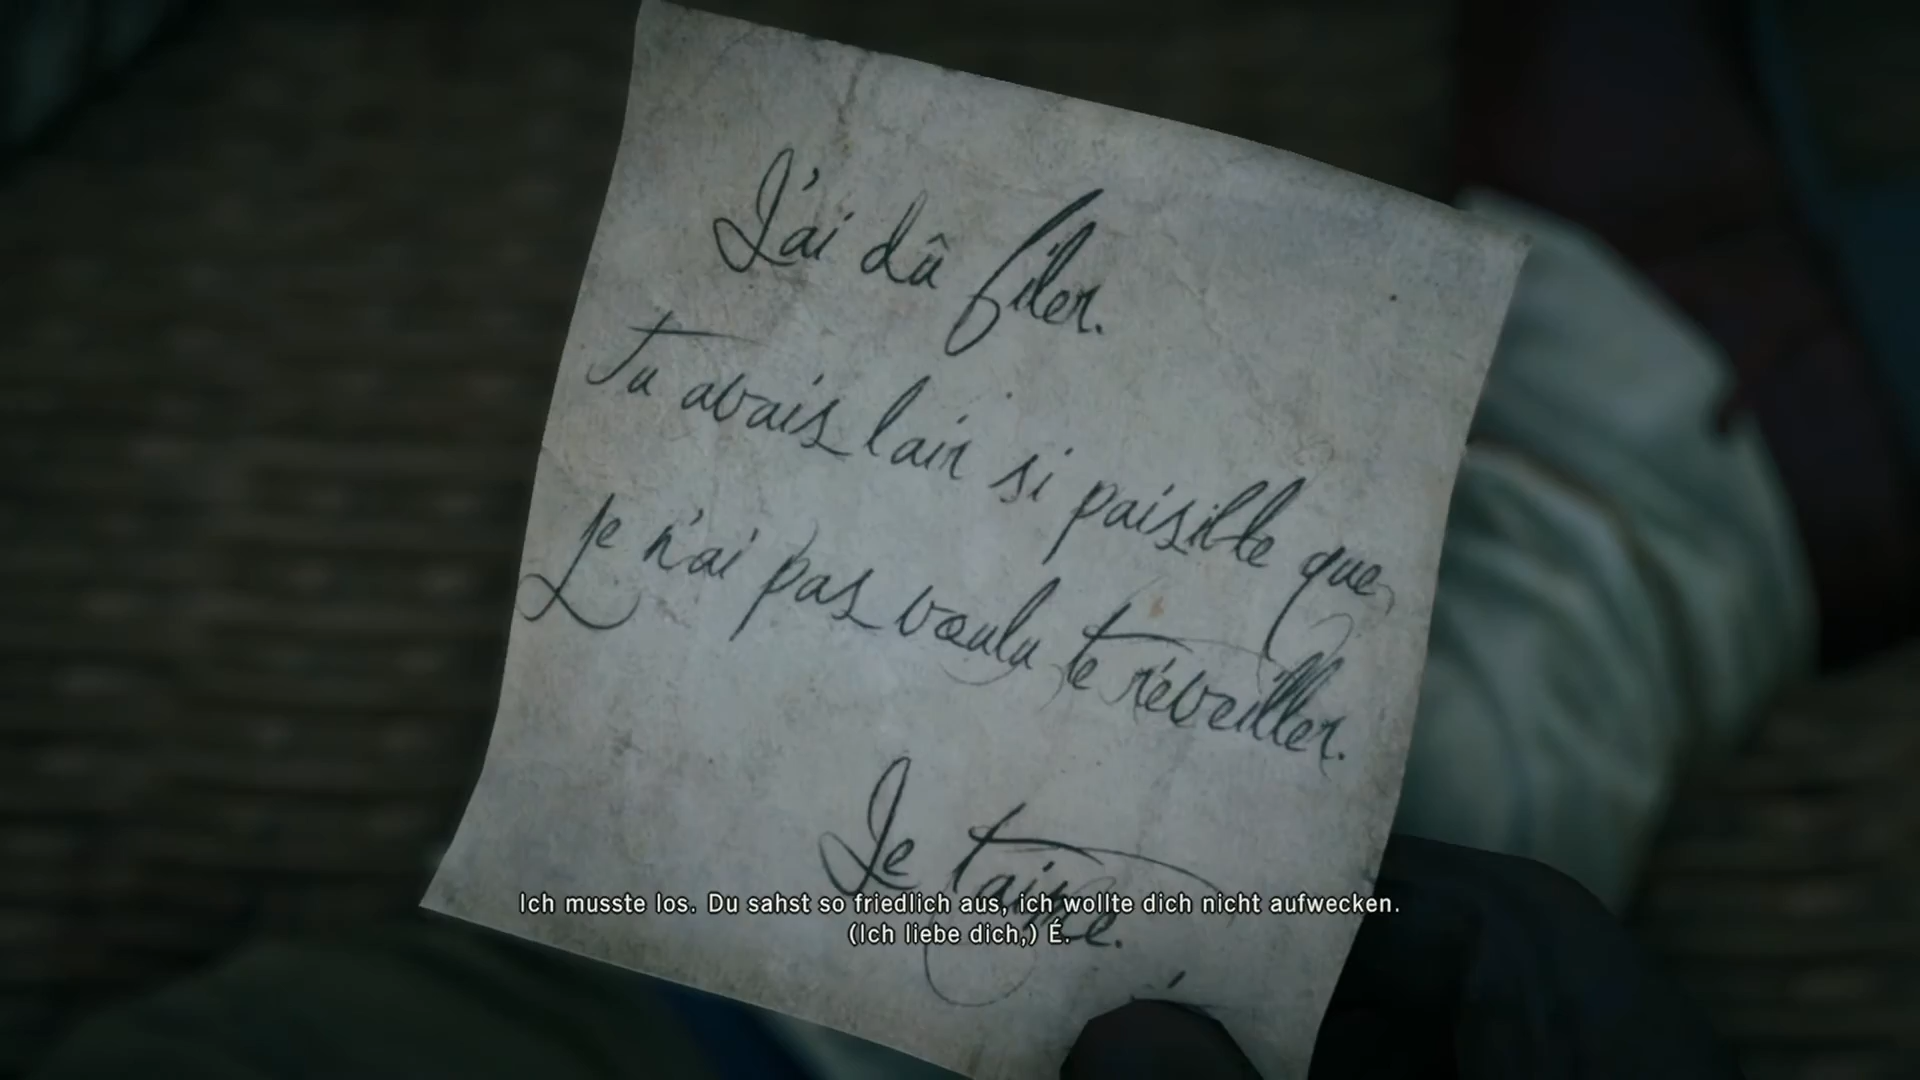 J'ai dû filer.
Tu avais l'air si paisible que
je n'ai pas voulu te réveiller.
Je t'aime.
Ich musste los. Du sahst so friedlich aus, ich wollte dich nicht aufwecken.
(Ich liebe dich,) É.